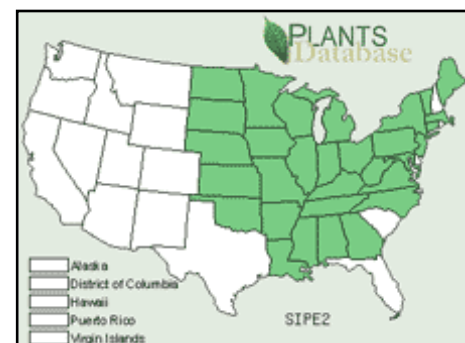 PLANTS
Database
Alaska
District of Columbia
Hawaii
Puerto Rico
Virgin Islands
SIPE2